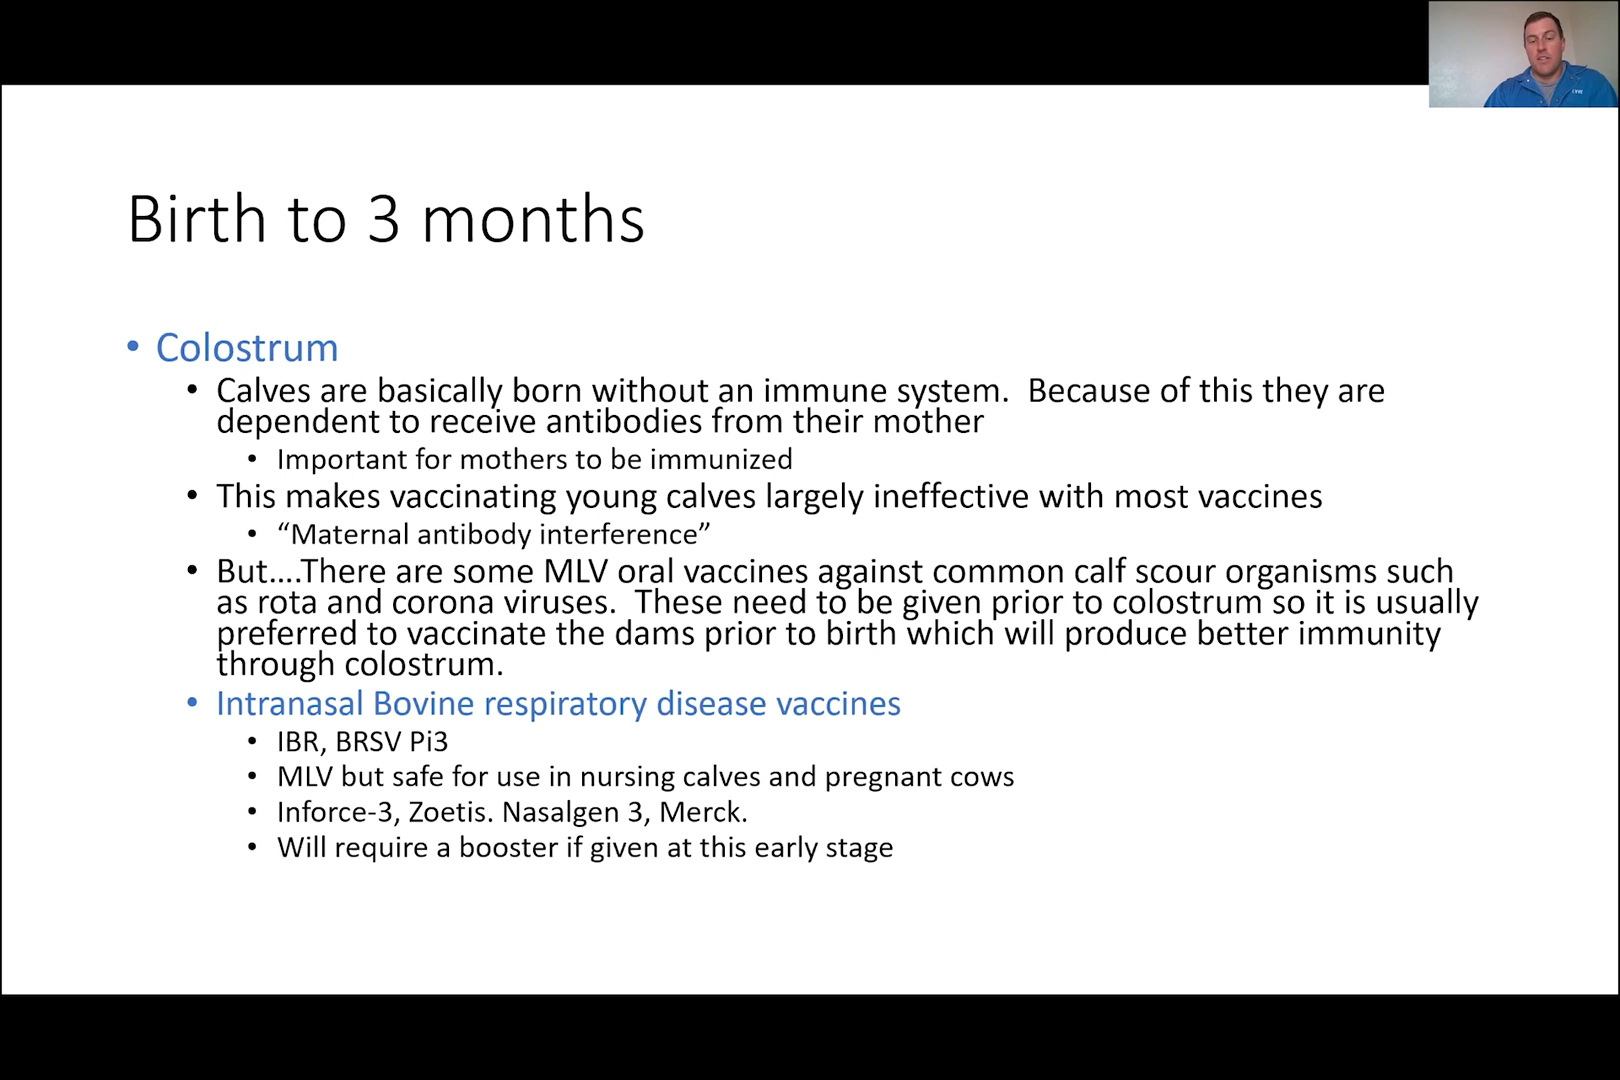 Birth to 3 months
• Colostrum
• Calves are basically born without an immune system.  Because of this they are
dependent to receive antibodies from their mother
• Important for mothers to be immunized
• This makes vaccinating young calves largely ineffective with most vaccines
• “Maternal antibody interference”
• But....There are some MLV oral vaccines against common calf scour organisms such
as rota and corona viruses.  These need to be given prior to colostrum so it is usually
preferred to vaccinate the dams prior to birth which will produce better immunity
through colostrum.
• Intranasal Bovine respiratory disease vaccines
• IBR, BRSV Pi3
• MLV but safe for use in nursing calves and pregnant cows
• Inforce-3, Zoetis. Nasalgen 3, Merck.
• Will require a booster if given at this early stage